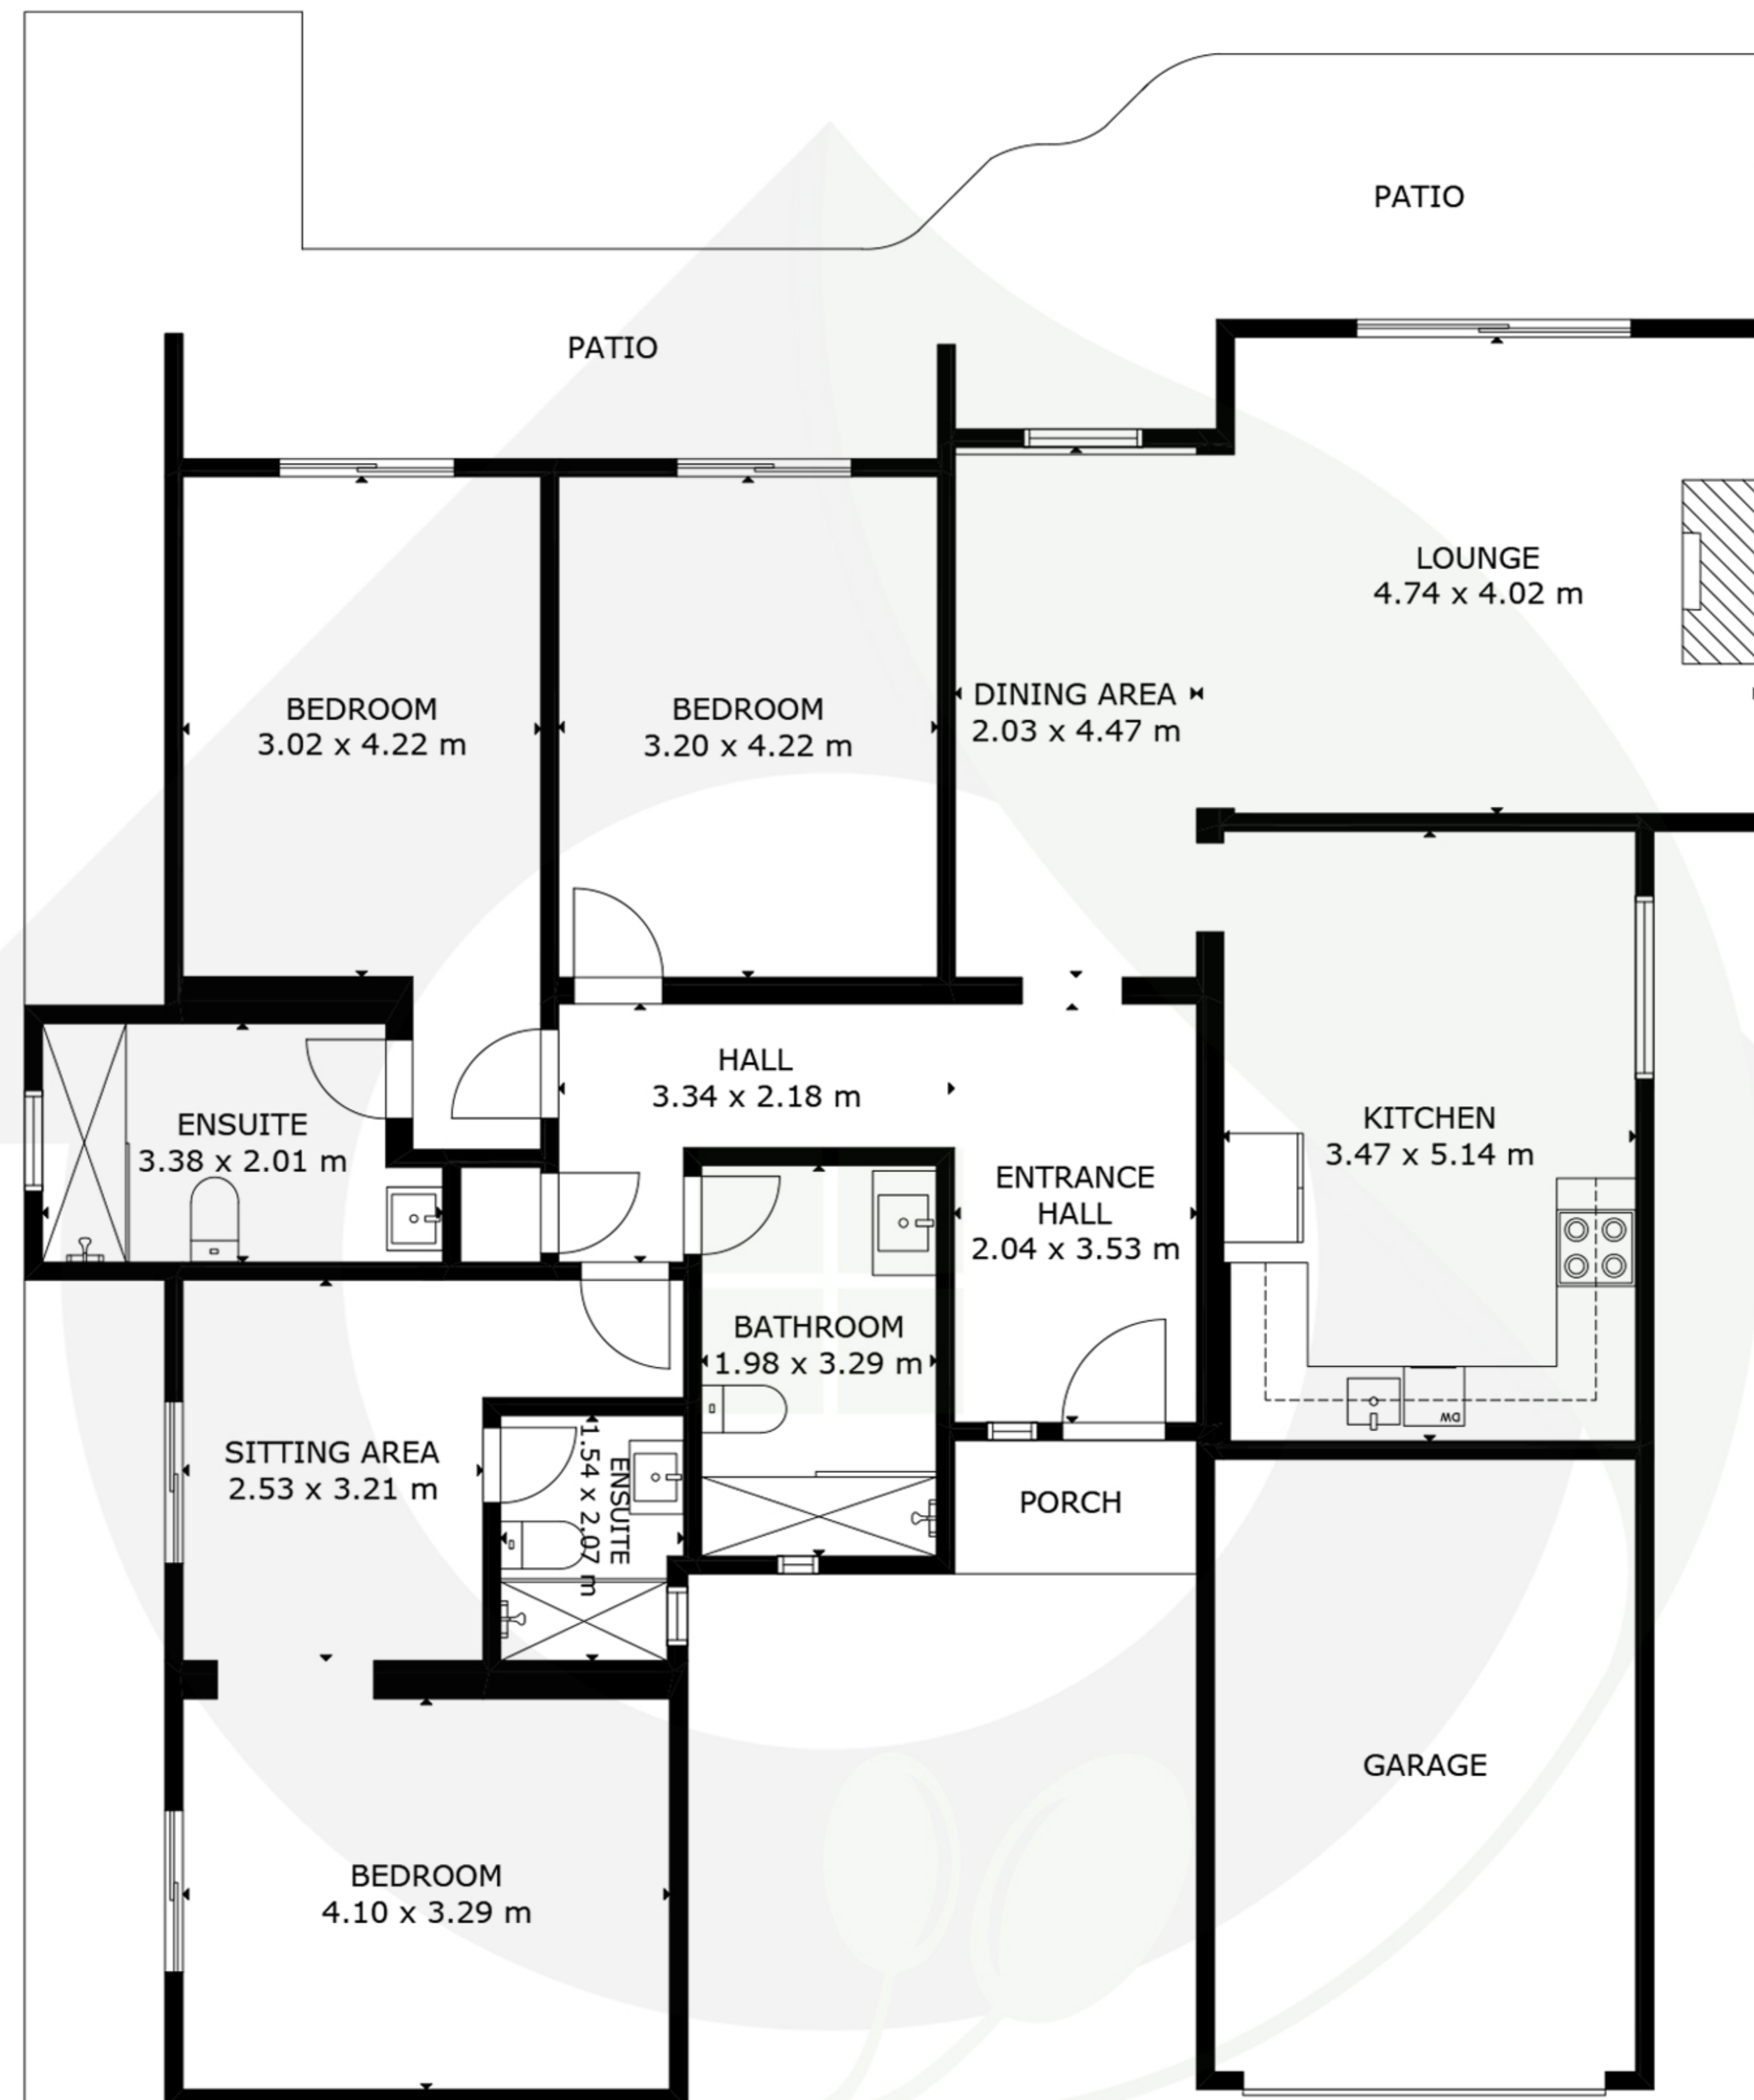 PATIO
PATIO
LOUNGE
4.74 x 4.02 m
DINING AREA
2.03 x 4.47 m
BEDROOM
3.02 x 4.22 m
BEDROOM
3.20 x 4.22 m
HALL
3.34 x 2.18 m
ENSUITE
3.38 x 2.01 m
KITCHEN
3.47 x 5.14 m
ENTRANCE
HALL
2.04 x 3.53 m
BATHROOM
1.98 x 3.29 m
DW
SITTING AREA
2.53 x 3.21 m
ENSUITE
1.54 x 2.07 m
PORCH
GARAGE
BEDROOM
4.10 x 3.29 m